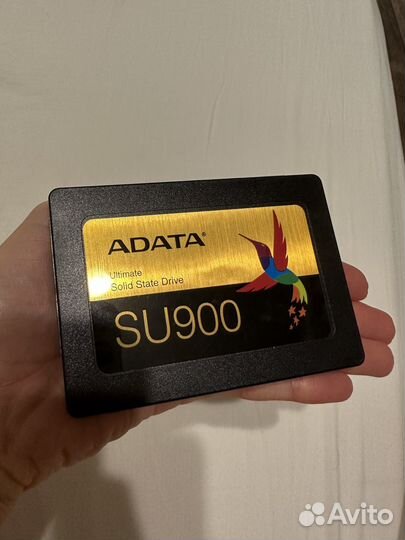 ADATA®
Ultimate
Solid State Drive
SU900
Avito